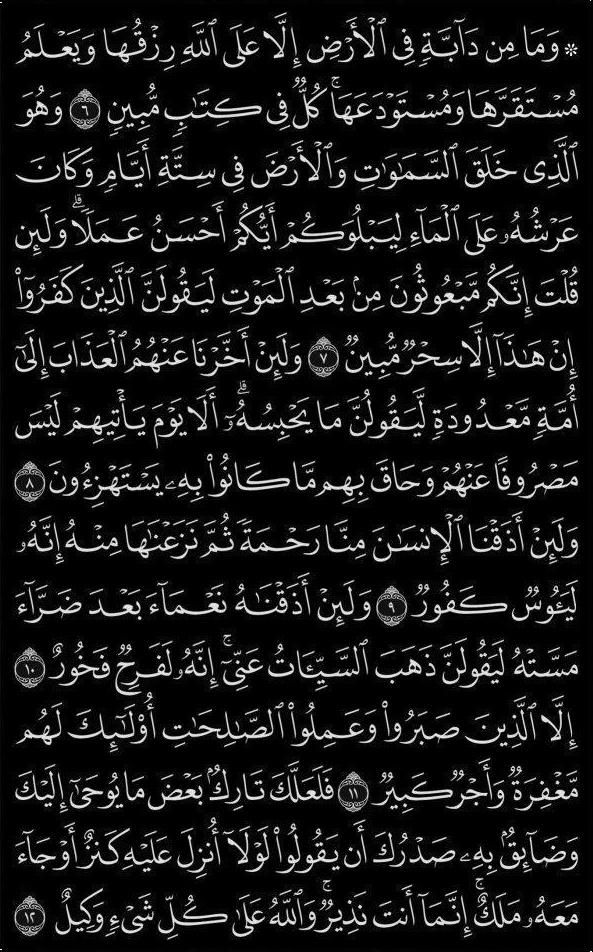 ۞ وَمَا مِن دَآبَّةٍ فِي ٱلۡأَرۡضِ إِلَّا عَلَى ٱللَّهِ رِزۡقُهَا وَيَعۡلَمُ
مُسۡتَقَرَّهَا وَمُسۡتَوۡدَعَهَاۚ كُلّٞ فِي كِتَٰبٖ مُّبِينٖ ٦ وَهُوَ
ٱلَّذِي خَلَقَ ٱلسَّمَٰوَٰتِ وَٱلۡأَرۡضَ فِي سِتَّةِ أَيَّامٖ وَكَانَ
عَرۡشُهُۥ عَلَى ٱلۡمَآءِ لِيَبۡلُوَكُمۡ أَيُّكُمۡ أَحۡسَنُ عَمَلٗاۗ وَلَئِن
قُلۡتَ إِنَّكُم مَّبۡعُوثُونَ مِنۢ بَعۡدِ ٱلۡمَوۡتِ لَيَقُولَنَّ ٱلَّذِينَ كَفَرُوٓاْ
إِنۡ هَٰذَآ إِلَّا سِحۡرٞ مُّبِينٞ ٧ وَلَئِنۡ أَخَّرۡنَا عَنۡهُمُ ٱلۡعَذَابَ إِلَىٰٓ
أُمَّةٖ مَّعۡدُودَةٖ لَّيَقُولُنَّ مَا يَحۡبِسُهُۥٓۗ أَلَا يَوۡمَ يَأۡتِيهِمۡ لَيۡسَ
مَصۡرُوفًا عَنۡهُمۡ وَحَاقَ بِهِم مَّا كَانُواْ بِهِۦ يَسۡتَهۡزِءُونَ ٨
وَلَئِنۡ أَذَقۡنَا ٱلۡإِنسَٰنَ مِنَّا رَحۡمَةٗ ثُمَّ نَزَعۡنَٰهَا مِنۡهُ إِنَّهُۥ
لَيَـُٔوسٞ كَفُورٞ ٩ وَلَئِنۡ أَذَقۡنَٰهُ نَعۡمَآءَ بَعۡدَ ضَرَّآءَ
مَسَّتۡهُ لَيَقُولَنَّ ذَهَبَ ٱلسَّيِّـَٔاتُ عَنِّيٓۚ إِنَّهُۥ لَفَرِحٞ فَخُورٌ ١٠
إِلَّا ٱلَّذِينَ صَبَرُواْ وَعَمِلُواْ ٱلصَّٰلِحَٰتِ أُوْلَٰٓئِكَ لَهُم
مَّغۡفِرَةٞ وَأَجۡرٞ كَبِيرٞ ١١ فَلَعَلَّكَ تَارِكُۢ بَعۡضَ مَا يُوحَىٰٓ إِلَيۡكَ
وَضَآئِقُۢ بِهِۦ صَدۡرُكَ أَن يَقُولُواْ لَوۡلَآ أُنزِلَ عَلَيۡهِ كَنزٌ أَوۡ جَآءَ
مَعَهُۥ مَلَكٌۚ إِنَّمَآ أَنتَ نَذِيرٞۚ وَٱللَّهُ عَلَىٰ كُلِّ شَيۡءٖ وَكِيلٌ ١٢